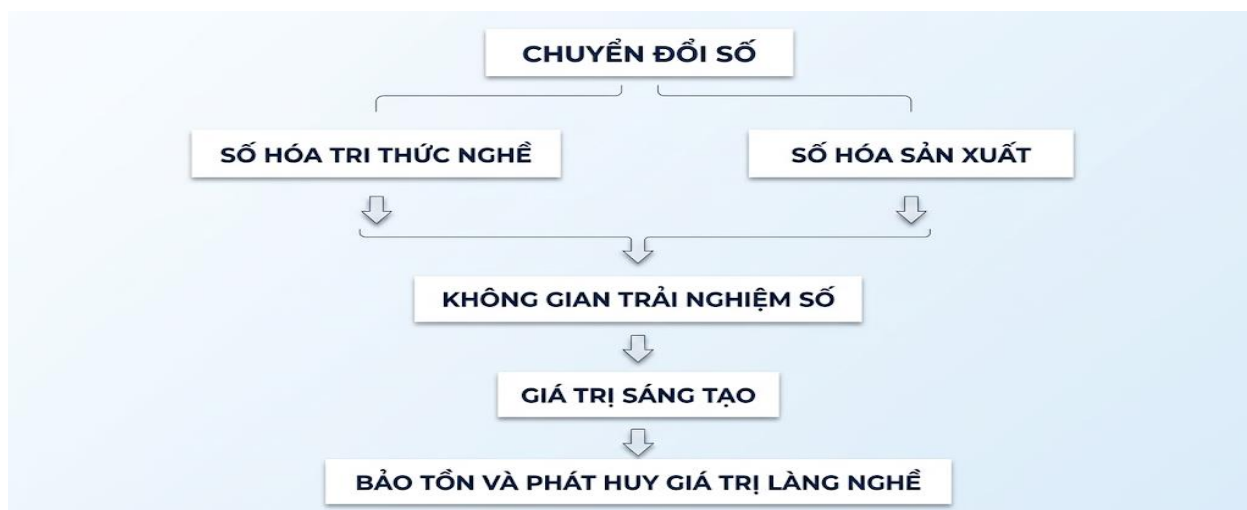 CHUYỂN ĐỔI SỐ
SỐ HÓA TRI THỨC NGHỀ
SỐ HÓA SẢN XUẤT
KHÔNG GIAN TRẢI NGHIỆM SỐ
GIÁ TRỊ SÁNG TẠO
BẢO TỒN VÀ PHÁT HUY GIÁ TRỊ LÀNG NGHỀ